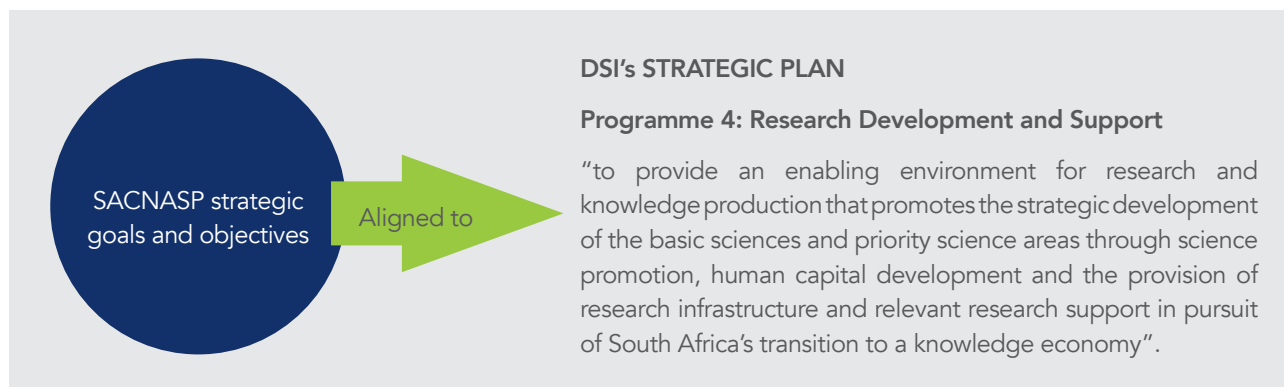 SACNASP strategic
goals and objectives
Aligned to
DSI's STRATEGIC PLAN
Programme 4: Research Development and Support
“to provide an enabling environment for research and
knowledge production that promotes the strategic development
of the basic sciences and priority science areas through science
promotion, human capital development and the provision of
research infrastructure and relevant research support in pursuit
of South Africa's transition to a knowledge economy”.